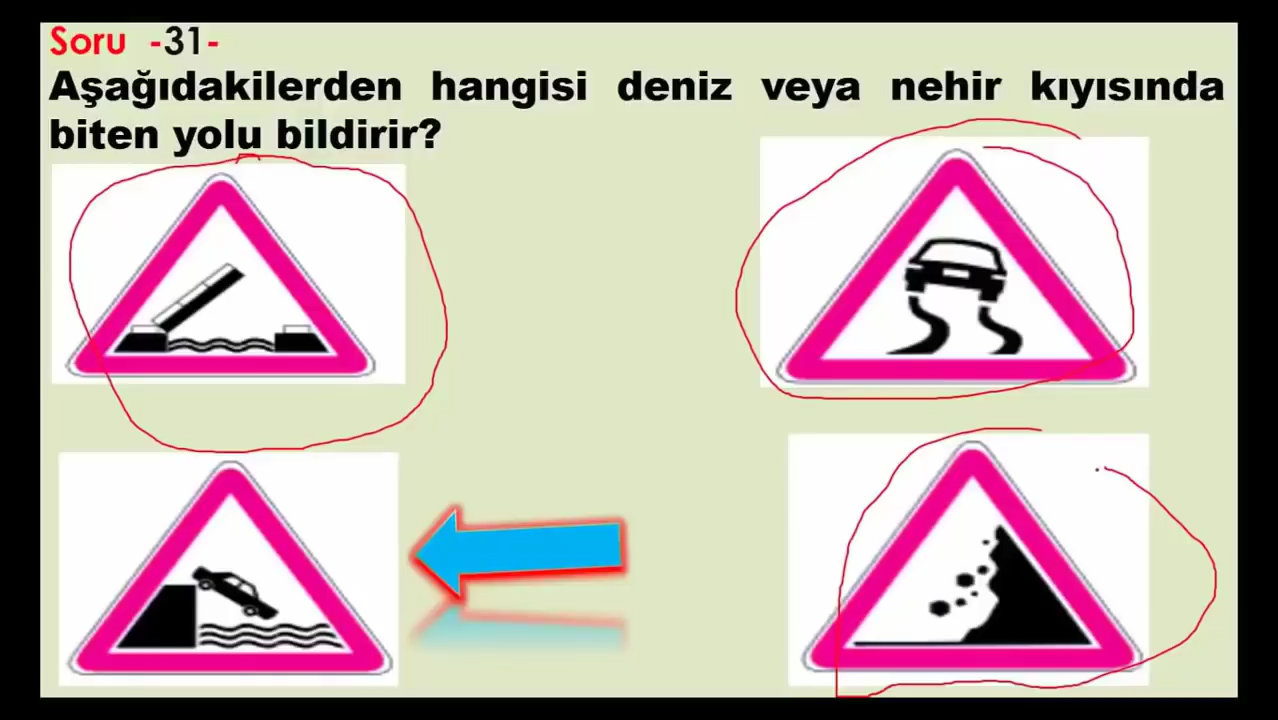 Soru -31-
Aşağıdakilerden hangisi deniz veya nehir kıyısında
biten yolu bildirir?